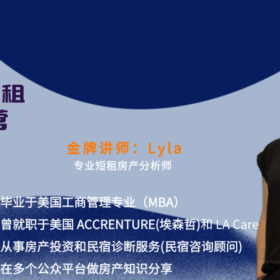 租
营
金牌讲师：Lyla
专业短租房产分析师
毕业于美国工商管理专业（MBA）
曾就职于美国 ACCRENTURE(埃森哲)和 LA Care
从事房产投资和民宿诊断服务(民宿咨询顾问)
在多个公众平台做房产知识分享